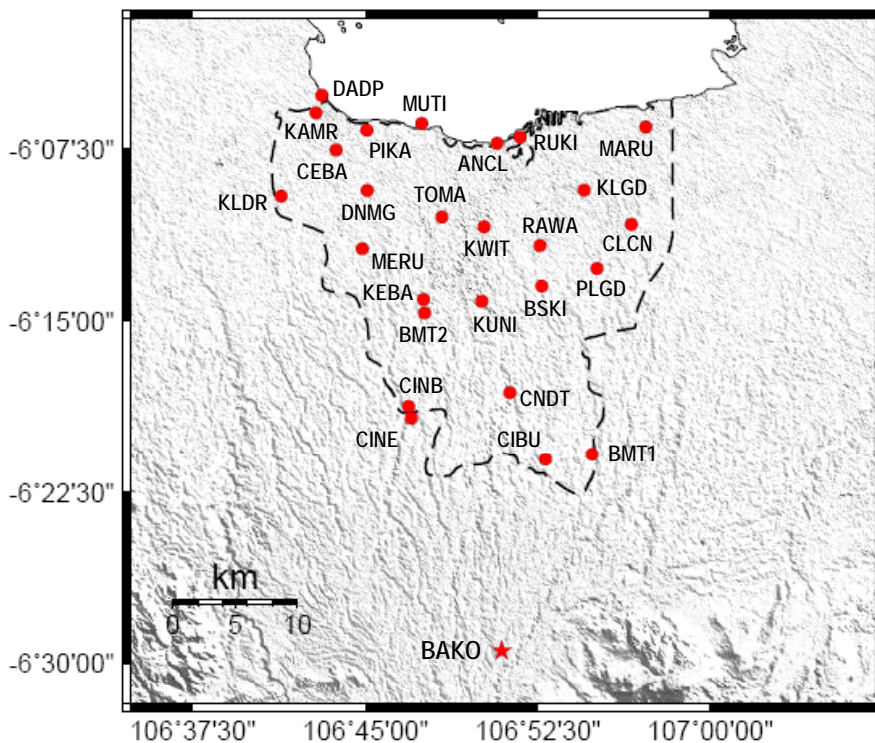 DADP
MUTI
KAMR
PIKA
ANCL
RUKI
MARU
-6°07'30"
CEBA
KLDR
DNMG
TOMA
KLGD
KWIT
RAWA
CLCN
MERU
PLGD
KEBA
BSKI
KUNI
-6°15'00"
BMT2
CINB
CNDT
CINE
CIBU
BMT1
-6°22'30"
km
0 5 10
BAKO
-6°30'00"
106°37'30" 106°45'00" 106°52'30" 107°00'00"